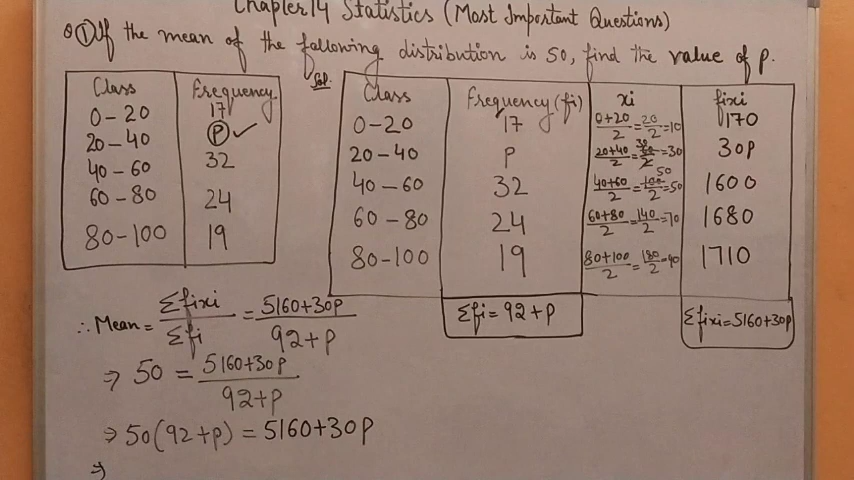 Chapter 14 Statistics (Most Important Questions)
Q ① If the mean of the following distribution is 50, find the value of p.
Class Frequency
0-20 17
20-40 P ✓
40-60 32
60-80 24
80-100 19
Sol.
Class Frequency (fi) xi fixi
0-20 17 0+20/2 = 20/2 = 10 170
20-40 P 20+40/2 = 60/2 = 30 30p
40-60 32 40+60/2 = 100/2 = 50 1600
60-80 24 60+80/2 = 140/2 = 70 1680
80-100 19 80+100/2 = 180/2 = 90 1710
Σfi = 92+p Σfixi = 5160+30p
∴ Mean = Σfixi/Σfi = 5160+30p/92+p
⇒ 50 = 5160+30p/92+p
⇒ 50(92+p) = 5160+30p
⇒